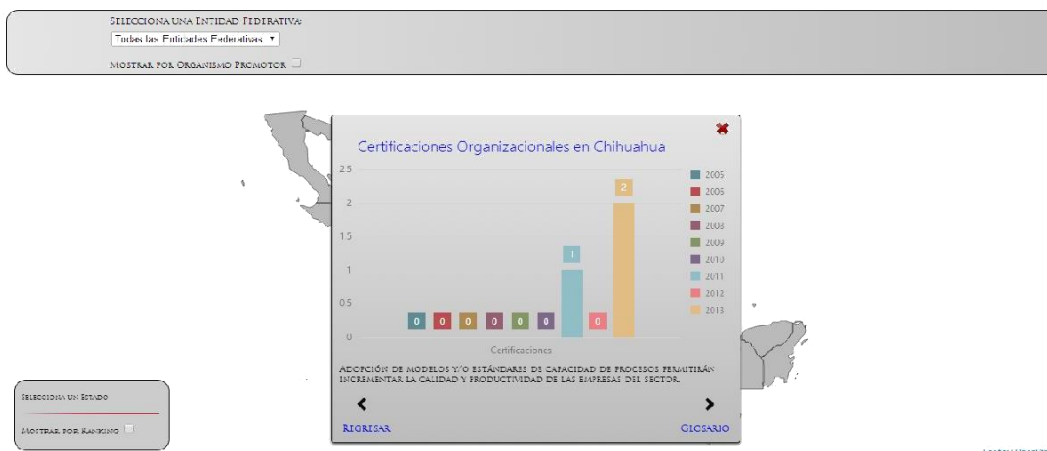 SELECCIONA UNA ENTIDAD FEDERATIVA:
Todas las Entidades Federativas
MOSTRAR POR ORGANISMO PROMOTOR
Certificaciones Organizacionales en Chihuahua
2.5
2
1.5
1
0.5
0
0 0 0 0 0 0 1 0 2
Certificaciones
2005
2006
2007
2008
2009
2010
2011
2012
2013
ADOPCIÓN DE MODELOS Y/O ESTÁNDARES DE CAPACIDAD DE PROCESOS PERMITIRÁN
INCREMENTAR LA CALIDAD Y PRODUCTIVIDAD DE LAS EMPRESAS DEL SECTOR.
REGRESAR
GLOSARIO
SELECCIONA UN ESTADO
MOSTRAR POR RANKING